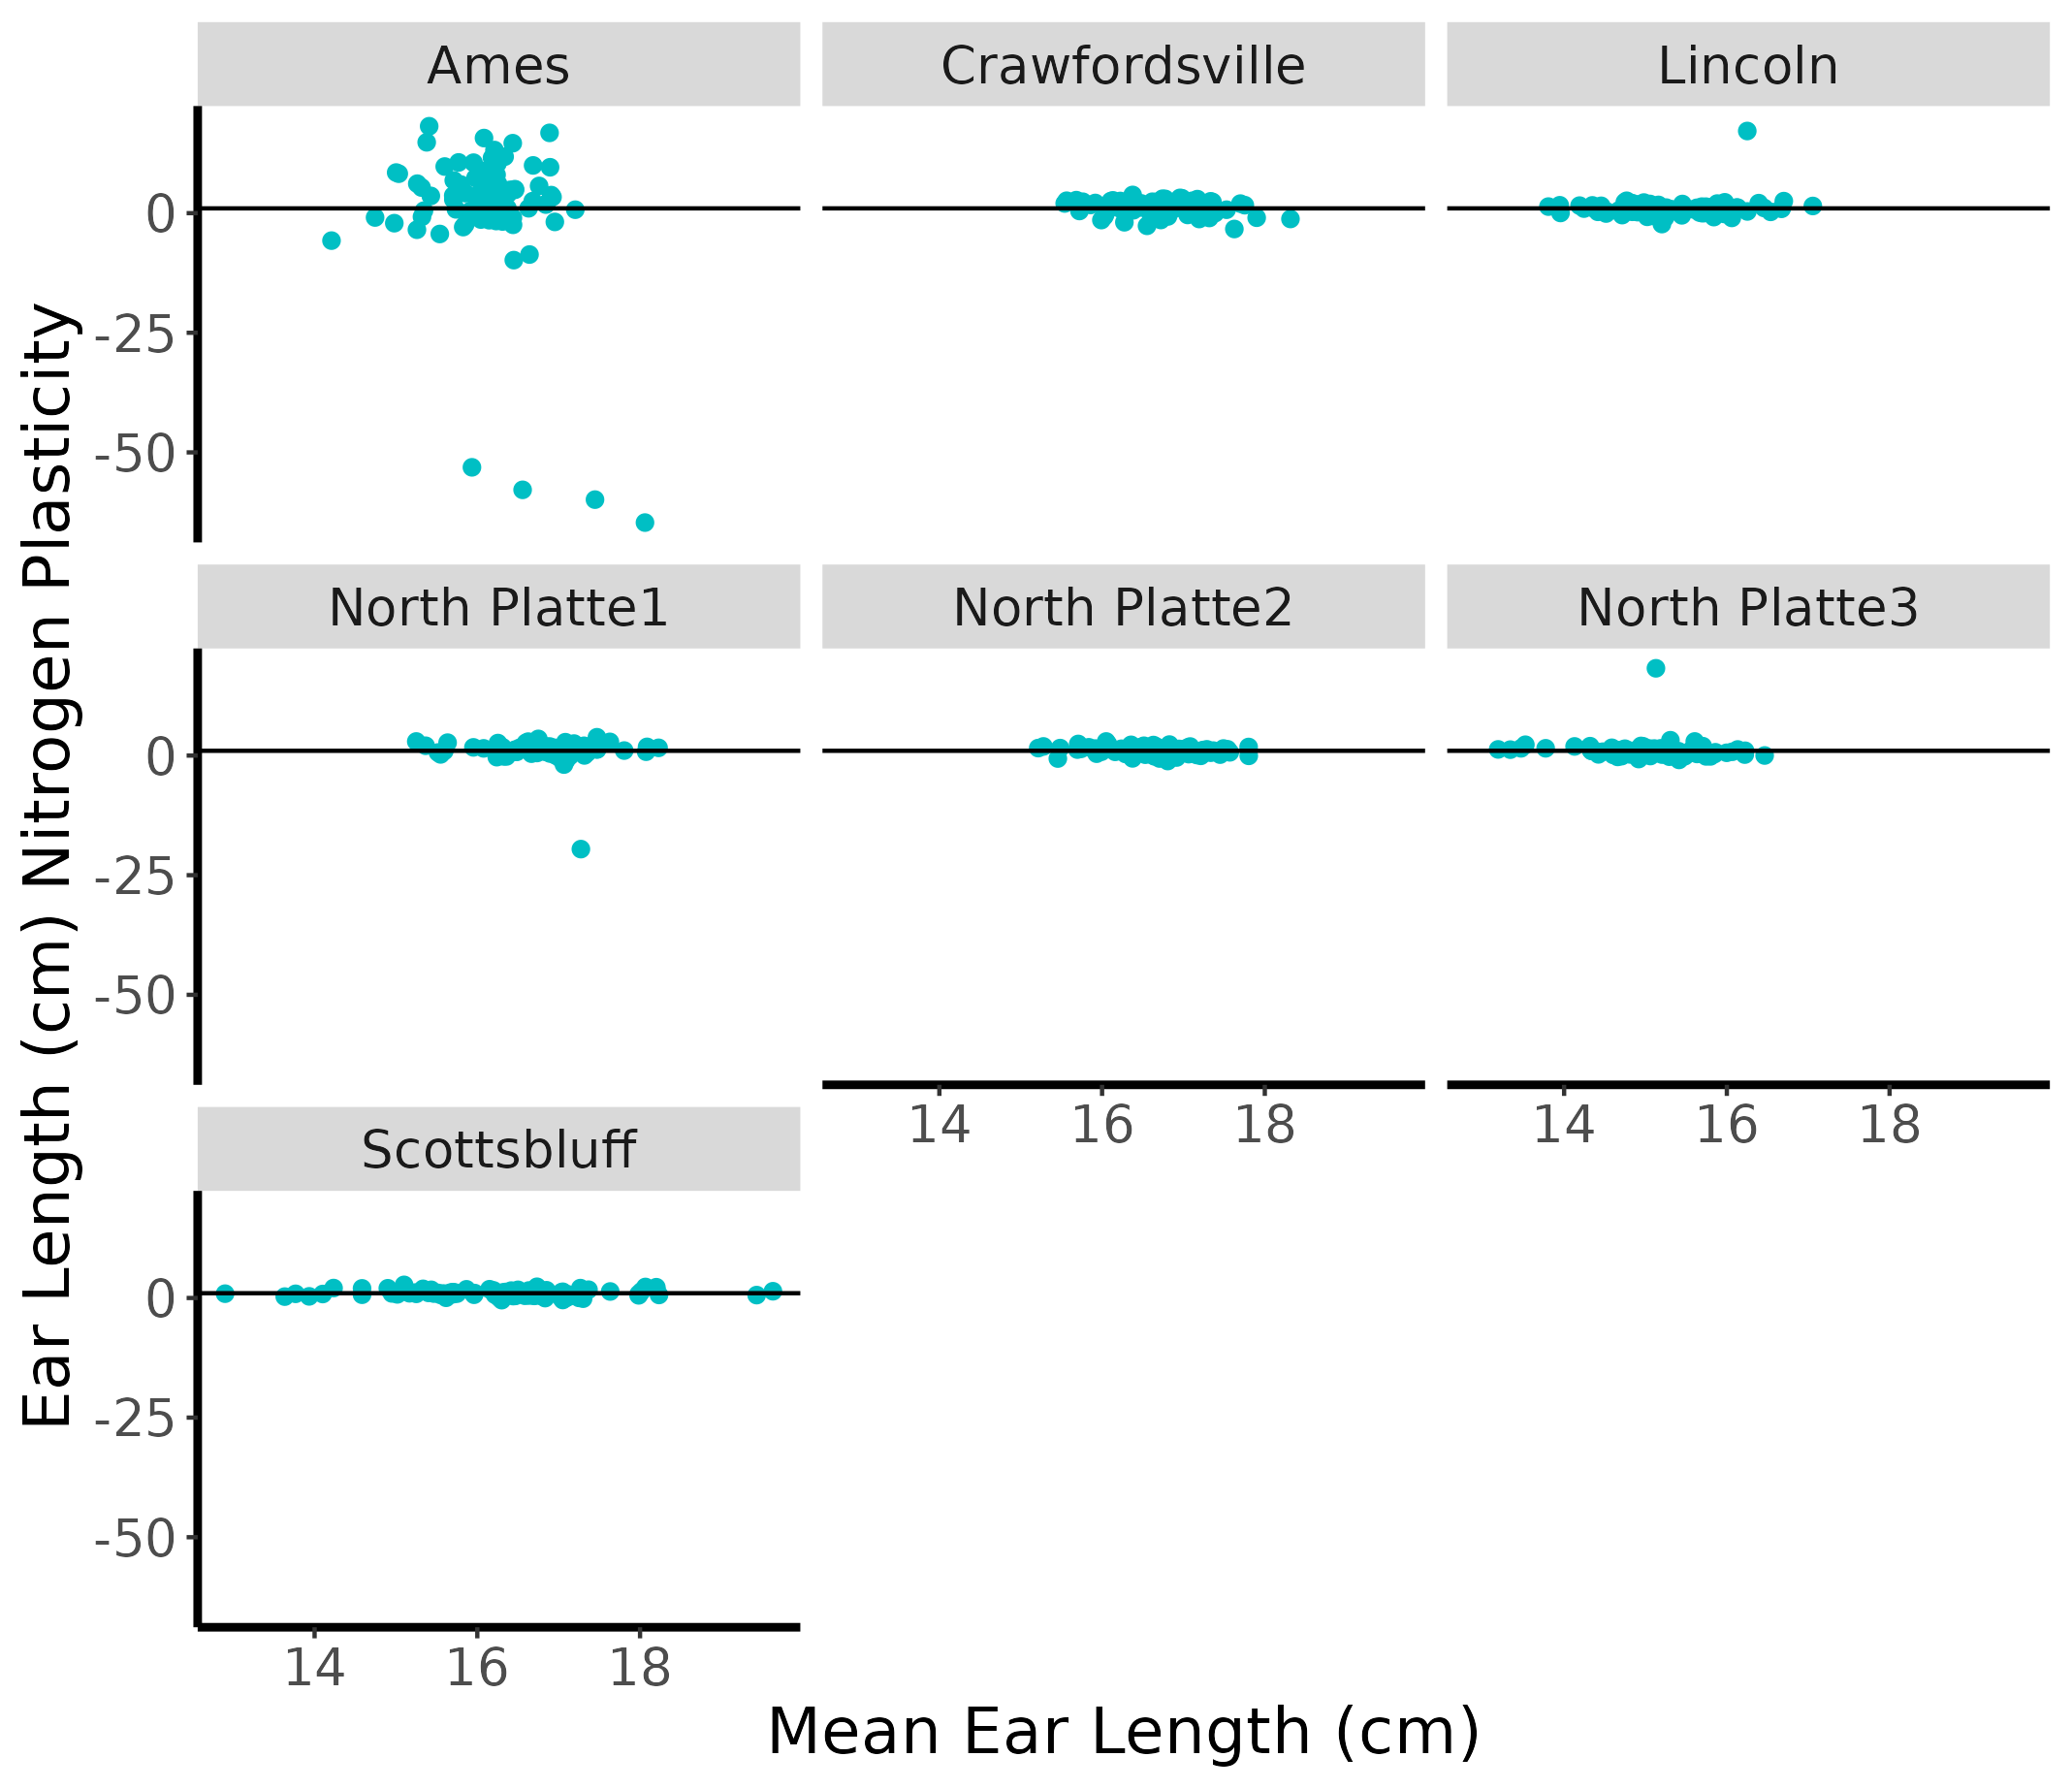 Ames
Crawfordsville
Lincoln
0
-25
-50
North Platte1
North Platte2
North Platte3
0
-25
-50
14 16 18
14 16 18
Scottsbluff
0
-25
-50
14 16 18
Mean Ear Length (cm)
Ear Length (cm) Nitrogen Plasticity